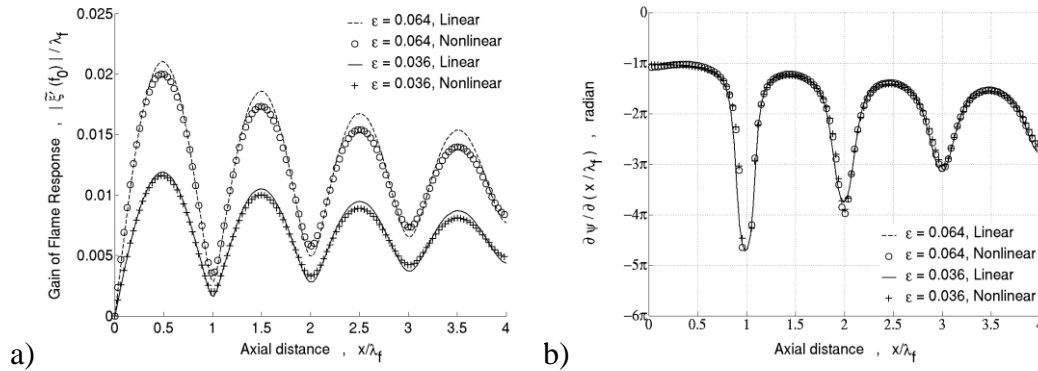 a)
Gain of Flame Response , | ξ̃′ (f₀) | / λ_f
0.025
0.02
0.015
0.01
0.005
0
0 0.5 1 1.5 2 2.5 3 3.5 4
Axial distance , x/λ_f
ε = 0.064, Linear
ε = 0.064, Nonlinear
ε = 0.036, Linear
ε = 0.036, Nonlinear
b)
∂ ψ / ∂ ( x / λ_f ) , radian
0
−1π
−2π
−3π
−4π
−5π
−6π
0 0.5 1 1.5 2 2.5 3 3.5 4
Axial distance , x/λ_f
ε = 0.064, Linear
ε = 0.064, Nonlinear
ε = 0.036, Linear
ε = 0.036, Nonlinear